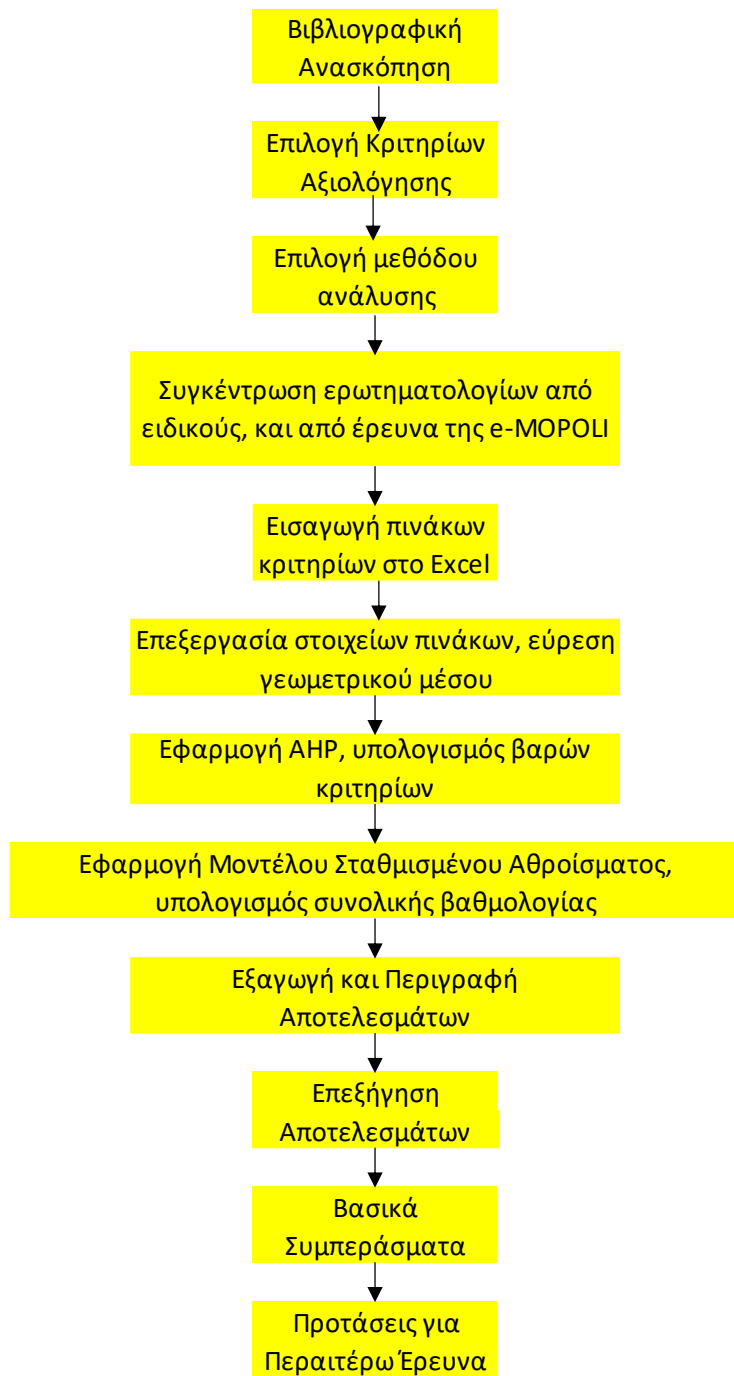 Βιβλιογραφική
Ανασκόπηση
Επιλογή Κριτηρίων
Αξιολόγησης
Επιλογή μεθόδου
ανάλυσης
Συγκέντρωση ερωτηματολογίων από
ειδικούς, και από έρευνα της e-MOPOLI
Εισαγωγή πινάκων
κριτηρίων στο Excel
Επεξεργασία στοιχείων πινάκων, εύρεση
γεωμετρικού μέσου
Εφαρμογή AHP, υπολογισμός βαρών
κριτηρίων
Εφαρμογή Μοντέλου Σταθμισμένου Αθροίσματος,
υπολογισμός συνολικής βαθμολογίας
Εξαγωγή και Περιγραφή
Αποτελεσμάτων
Επεξήγηση
Αποτελεσμάτων
Βασικά
Συμπεράσματα
Προτάσεις για
Περαιτέρω Έρευνα